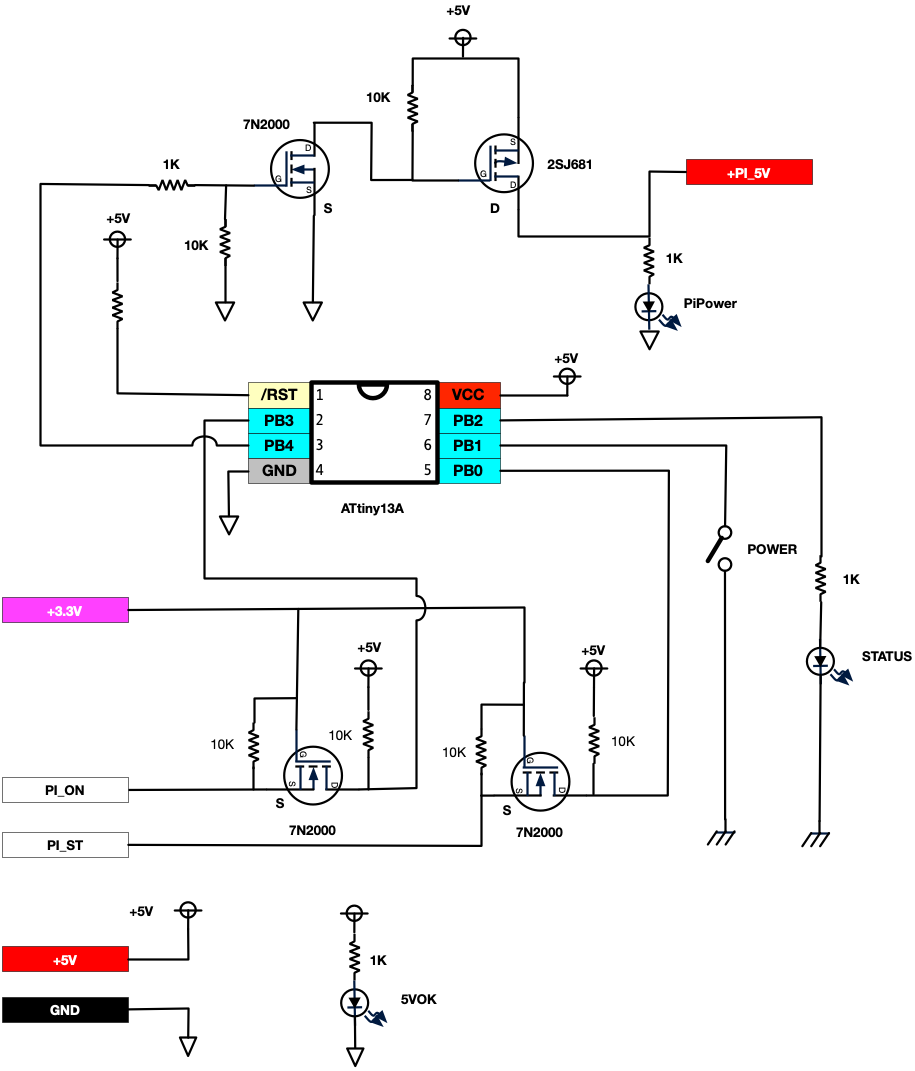 +5V
10K
7N2000
G
D
S
S
G
S
D
2SJ681
D
1K
10K
+5V
+PI_5V
1K
PiPower
+5V
/RST
1
8
VCC
PB3
2
7
PB2
PB4
3
6
PB1
GND
4
5
PB0
ATtiny13A
POWER
1K
STATUS
+3.3V
+5V
10K
10K
G
S
D
S
7N2000
+5V
10K
10K
G
S
D
S
7N2000
PI_ON
PI_ST
+5V
+5V
GND
1K
5VOK